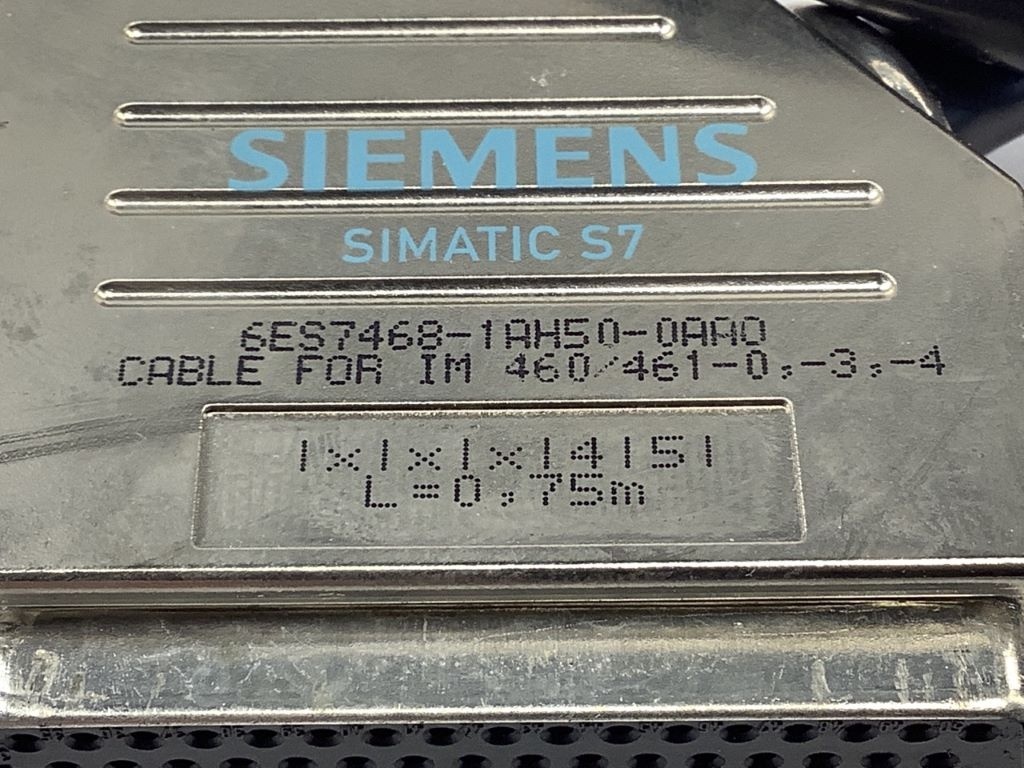 SIEMENS
SIMATIC S7
6ES7468-1AH50-0AA0
CABLE FOR IM 460/461-0,-3,-4
1x1x1x14151
L=0,75m